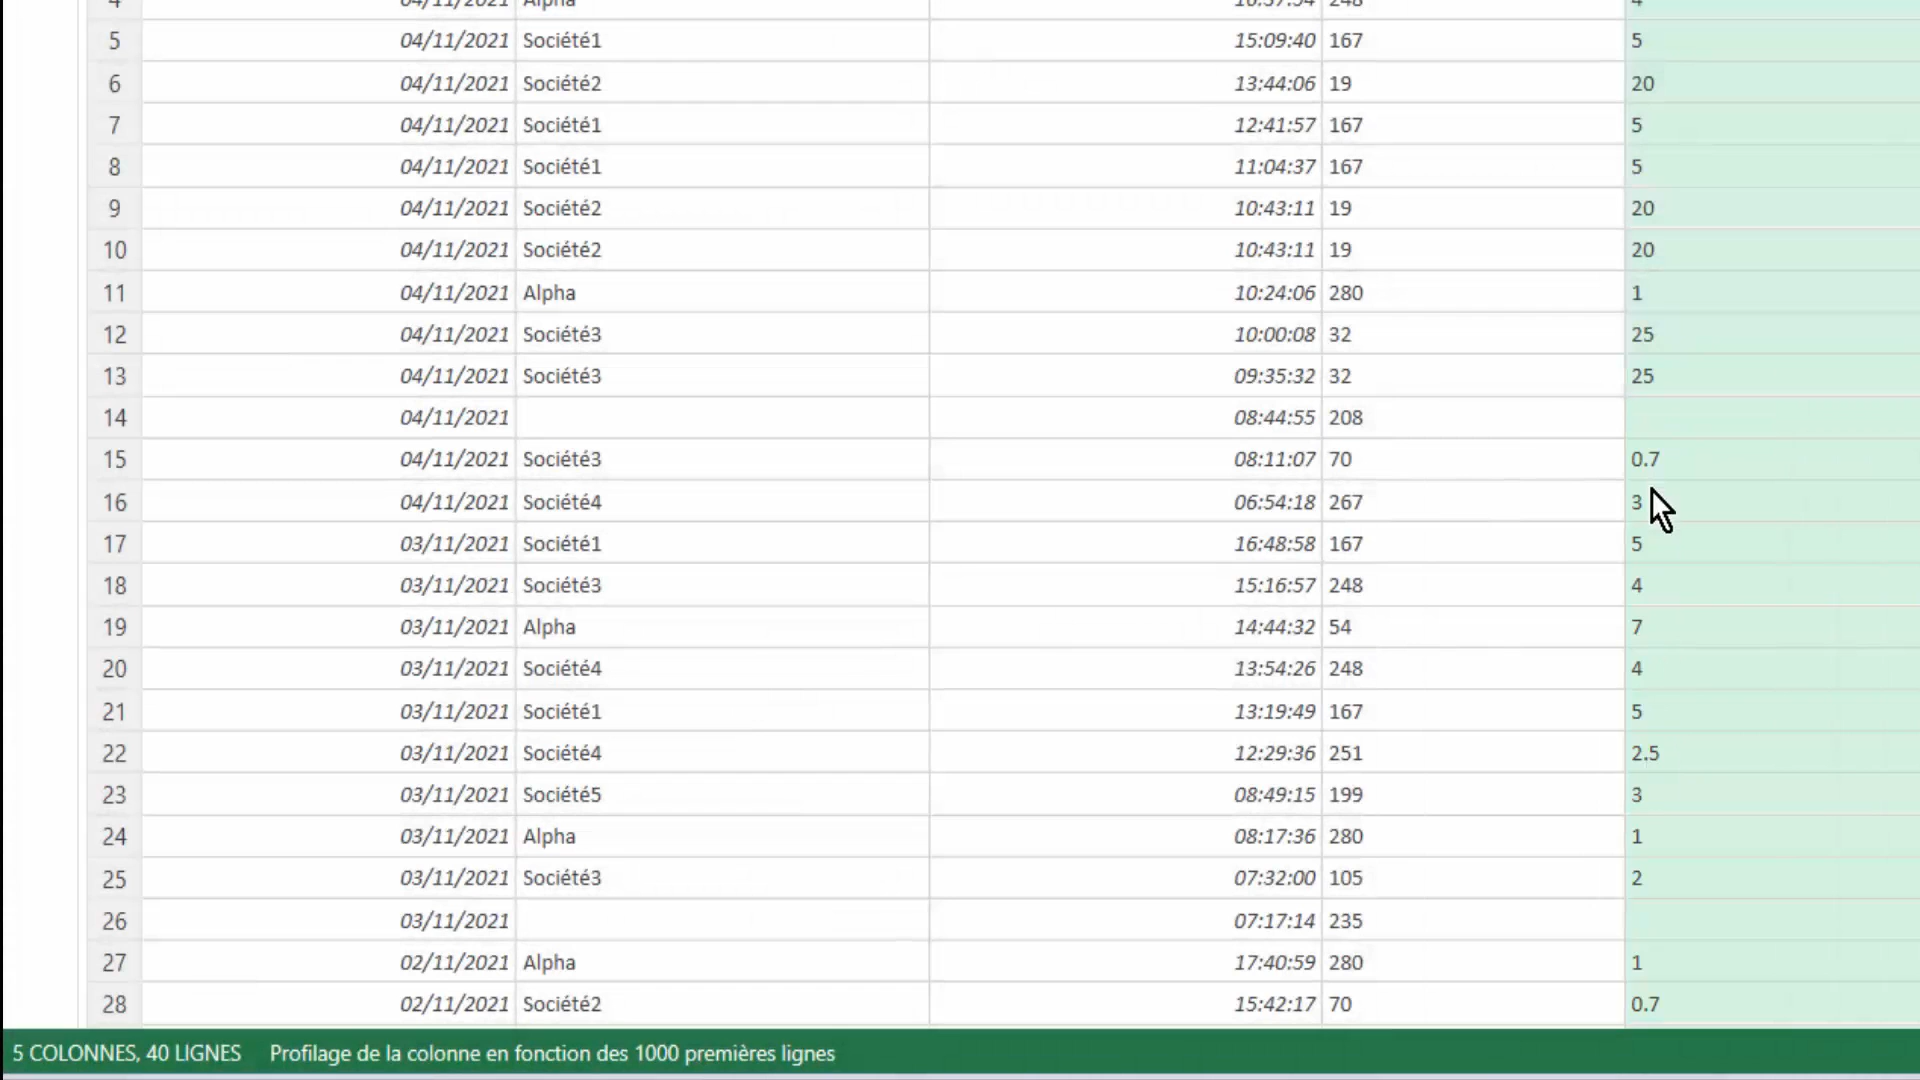 4 04/11/2021 Alpha 16:37:54 248 4
5 04/11/2021 Société1 15:09:40 167 5
6 04/11/2021 Société2 13:44:06 19 20
7 04/11/2021 Société1 12:41:57 167 5
8 04/11/2021 Société1 11:04:37 167 5
9 04/11/2021 Société2 10:43:11 19 20
10 04/11/2021 Société2 10:43:11 19 20
11 04/11/2021 Alpha 10:24:06 280 1
12 04/11/2021 Société3 10:00:08 32 25
13 04/11/2021 Société3 09:35:32 32 25
14 04/11/2021 08:44:55 208
15 04/11/2021 Société3 08:11:07 70 0.7
16 04/11/2021 Société4 06:54:18 267 3
17 03/11/2021 Société1 16:48:58 167 5
18 03/11/2021 Société3 15:16:57 248 4
19 03/11/2021 Alpha 14:44:32 54 7
20 03/11/2021 Société4 13:54:26 248 4
21 03/11/2021 Société1 13:19:49 167 5
22 03/11/2021 Société4 12:29:36 251 2.5
23 03/11/2021 Société5 08:49:15 199 3
24 03/11/2021 Alpha 08:17:36 280 1
25 03/11/2021 Société3 07:32:00 105 2
26 03/11/2021 07:17:14 235
27 02/11/2021 Alpha 17:40:59 280 1
28 02/11/2021 Société2 15:42:17 70 0.7
5 COLONNES, 40 LIGNES Profilage de la colonne en fonction des 1000 premières lignes